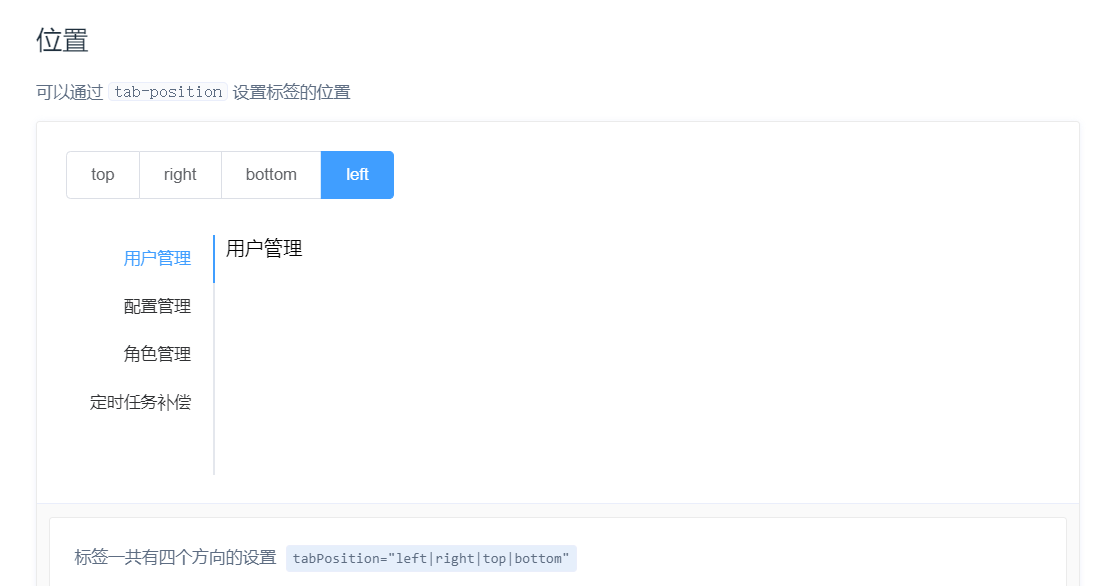 位置
可以通过 tab-position 设置标签的位置
top right bottom left
用户管理
用户管理
配置管理
角色管理
定时任务补偿
标签一共有四个方向的设置 tabPosition="left|right|top|bottom"